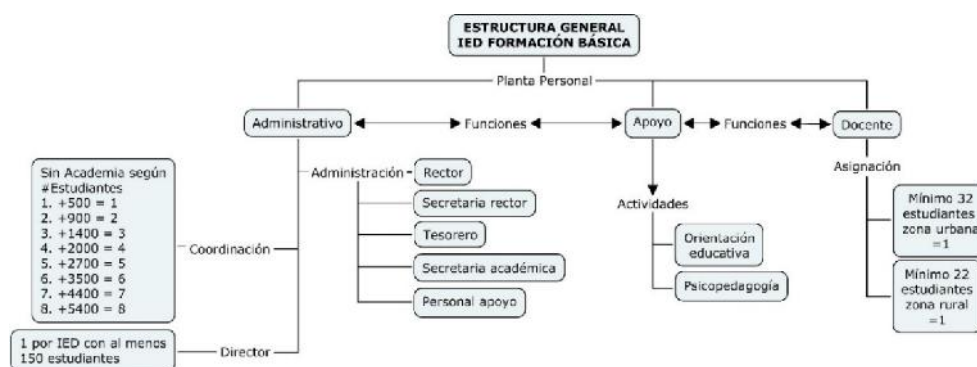 ESTRUCTURA GENERAL
IED FORMACIÓN BÁSICA
Planta Personal
Administrativo
Funciones
Apoyo
Funciones
Docente
Sin Academia según
#Estudiantes
1. +500 = 1
2. +900 = 2
3. +1400 = 3
4. +2000 = 4
5. +2700 = 5
6. +3500 = 6
7. +4400 = 7
8. +5400 = 8
Coordinación
1 por IED con al menos
150 estudiantes
Director
Administración
Rector
Secretaria rector
Tesorero
Secretaria académica
Personal apoyo
Actividades
Orientación
educativa
Psicopedagogía
Asignación
Mínimo 32
estudiantes
zona urbana
=1
Mínimo 22
estudiantes
zona rural
=1